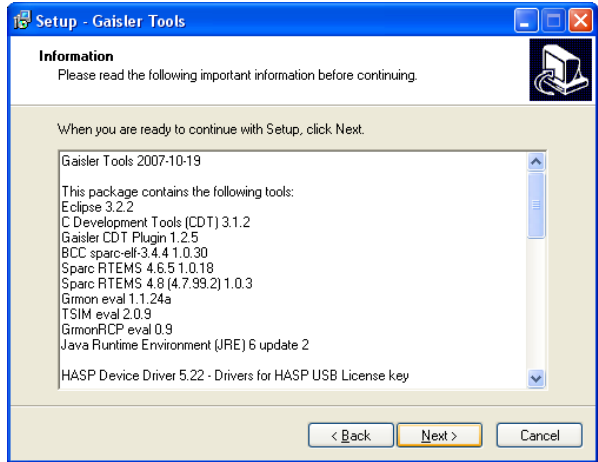 Setup - Gaisler Tools
Information
Please read the following important information before continuing.
When you are ready to continue with Setup, click Next.
Gaisler Tools 2007-10-19
This package contains the following tools:
Eclipse 3.2.2
C Development Tools (CDT) 3.1.2
Gaisler CDT Plugin 1.2.5
BCC sparc-elf-3.4.4 1.0.30
Sparc RTEMS 4.6.5 1.0.18
Sparc RTEMS 4.8 (4.7.99.2) 1.0.3
Grmon eval 1.1.24a
TSIM eval 2.0.9
GrmonRCP eval 0.9
Java Runtime Environment (JRE) 6 update 2
HASP Device Driver 5.22 - Drivers for HASP USB License key
< Back
Next >
Cancel